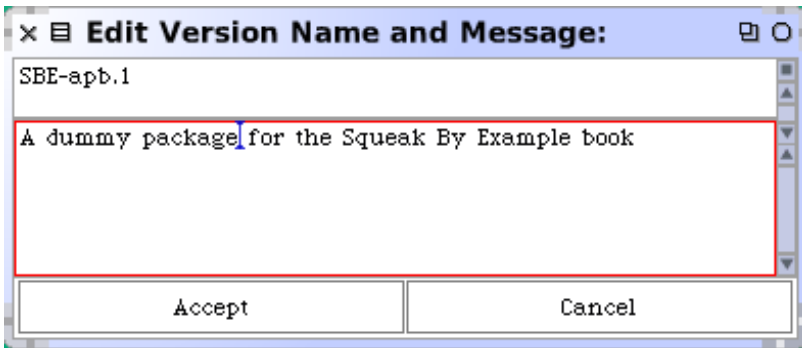 Edit Version Name and Message:
SBE-apb.1
A dummy package for the Squeak By Example book
Accept
Cancel